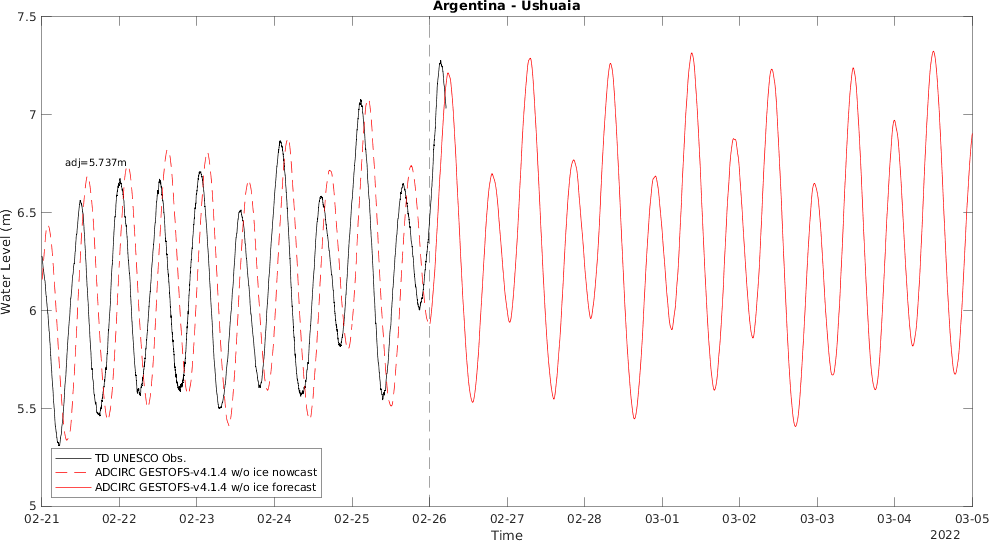 Argentina - Ushuaia
7.5
7
6.5
6
5.5
5
Water Level (m)
adj=5.737m
TD UNESCO Obs.
ADCIRC GESTOFS-v4.1.4 w/o ice nowcast
ADCIRC GESTOFS-v4.1.4 w/o ice forecast
02-21 02-22 02-23 02-24 02-25 02-26 02-27 02-28 03-01 03-02 03-03 03-04 03-05
Time
2022